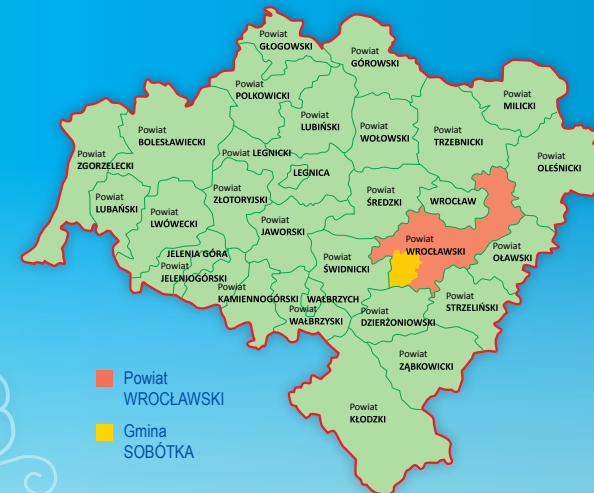 Powiat
GŁOGOWSKI
Powiat
GÓROWSKI
Powiat
POLKOWICKI
Powiat
MILICKI
Powiat
LUBIŃSKI
Powiat
BOLESŁAWIECKI
Powiat
WOŁOWSKI
Powiat
TRZEBNICKI
Powiat
ZGORZELECKI
Powiat LEGNICKI
Powiat
OLEŚNICKI
LEGNICA
Powiat
LUBAŃSKI
Powiat
ZŁOTORYJSKI
Powiat
ŚREDZKI
WROCŁAW
Powiat
LWÓWECKI
Powiat
JAWORSKI
Powiat
WROCŁAWSKI
JELENIA GÓRA
Powiat
OŁAWSKI
Powiat
JELENIOGÓRSKI
Powiat
ŚWIDNICKI
Powiat
KAMIENNOGÓRSKI
WAŁBRZYCH
Powiat
STRZELIŃSKI
Powiat
WAŁBRZYSKI
Powiat
DZIERŻONIOWSKI
Powiat
ZĄBKOWICKI
Powiat
KŁODZKI
Powiat
WROCŁAWSKI
Gmina
SOBÓTKA